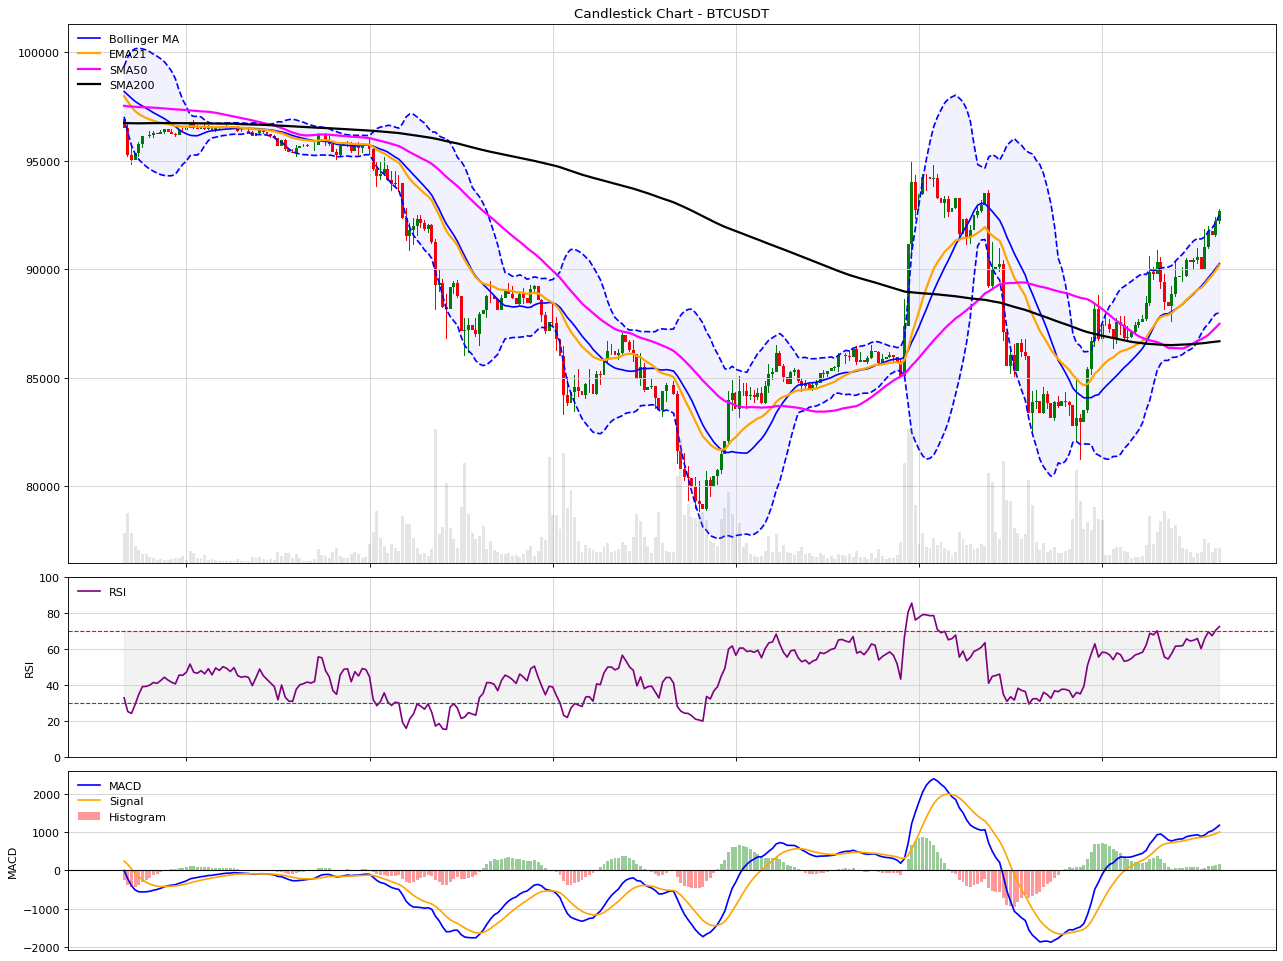 Candlestick Chart - BTCUSDT
Bollinger MA
EMA21
SMA50
SMA200
100000
95000
90000
85000
80000
RSI
RSI
100
80
60
40
20
0
MACD
Signal
Histogram
MACD
2000
1000
0
−1000
−2000